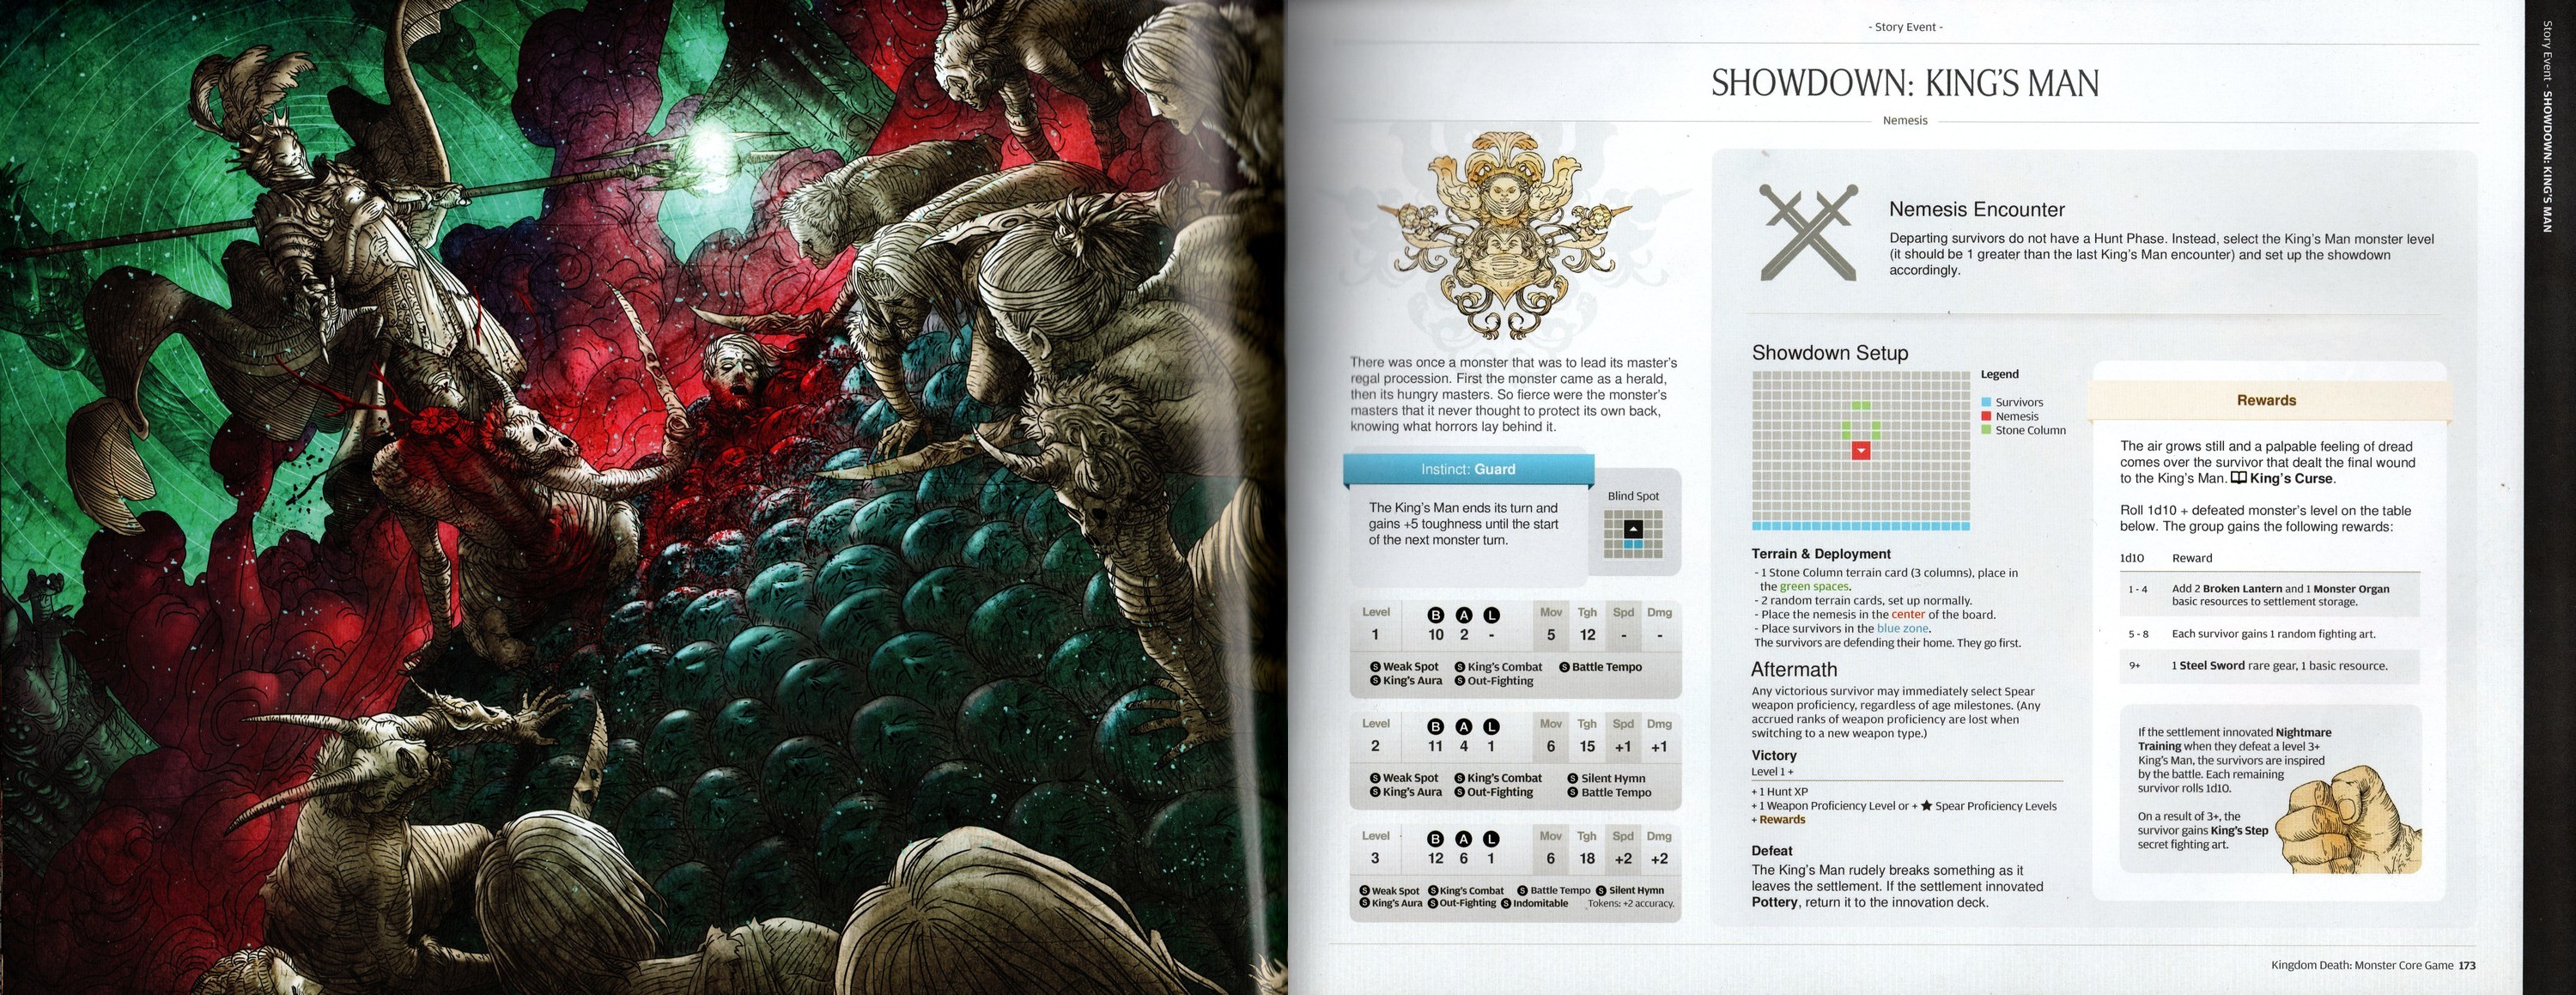 - Story Event -
SHOWDOWN: KING'S MAN
Nemesis
There was once a monster that was to lead its master's
regal procession. First the monster came as a herald,
then its hungry masters. So fierce were the monster's
masters that it never thought to protect its own back,
knowing what horrors lay behind it.
Instinct: Guard
The King's Man ends its turn and
gains +5 toughness until the start
of the next monster turn.
Blind Spot
Level B A L Mov Tgh Spd Dmg
1 10 2 - 5 12 - -
S Weak Spot S King's Combat S Battle Tempo
S King's Aura S Out-Fighting
Level B A L Mov Tgh Spd Dmg
2 11 4 1 6 15 +1 +1
S Weak Spot S King's Combat S Silent Hymn
S King's Aura S Out-Fighting S Battle Tempo
Level B A L Mov Tgh Spd Dmg
3 12 6 1 6 18 +2 +2
S Weak Spot S King's Combat S Battle Tempo S Silent Hymn
S King's Aura S Out-Fighting S Indomitable Tokens: +2 accuracy.
Nemesis Encounter
Departing survivors do not have a Hunt Phase. Instead, select the King's Man monster level
(it should be 1 greater than the last King's Man encounter) and set up the showdown
accordingly.
Showdown Setup
Legend
Survivors
Nemesis
Stone Column
Terrain & Deployment
- 1 Stone Column terrain card (3 columns), place in
the green spaces.
- 2 random terrain cards, set up normally.
- Place the nemesis in the center of the board.
- Place survivors in the blue zone.
The survivors are defending their home. They go first.
Aftermath
Any victorious survivor may immediately select Spear
weapon proficiency, regardless of age milestones. (Any
accrued ranks of weapon proficiency are lost when
switching to a new weapon type.)
Victory
Level 1 +
+ 1 Hunt XP
+ 1 Weapon Proficiency Level or + ★ Spear Proficiency Levels
+ Rewards
Defeat
The King's Man rudely breaks something as it
leaves the settlement. If the settlement innovated
Pottery, return it to the innovation deck.
Rewards
The air grows still and a palpable feeling of dread
comes over the survivor that dealt the final wound
to the King's Man. King's Curse.
Roll 1d10 + defeated monster's level on the table
below. The group gains the following rewards:
1d10 Reward
1 - 4 Add 2 Broken Lantern and 1 Monster Organ
basic resources to settlement storage.
5 - 8 Each survivor gains 1 random fighting art.
9+ 1 Steel Sword rare gear, 1 basic resource.
If the settlement innovated Nightmare
Training when they defeat a level 3+
King's Man, the survivors are inspired
by the battle. Each remaining
survivor rolls 1d10.
On a result of 3+, the
survivor gains King's Step
secret fighting art.
Kingdom Death: Monster Core Game 173
Story Event - SHOWDOWN: KING'S MAN